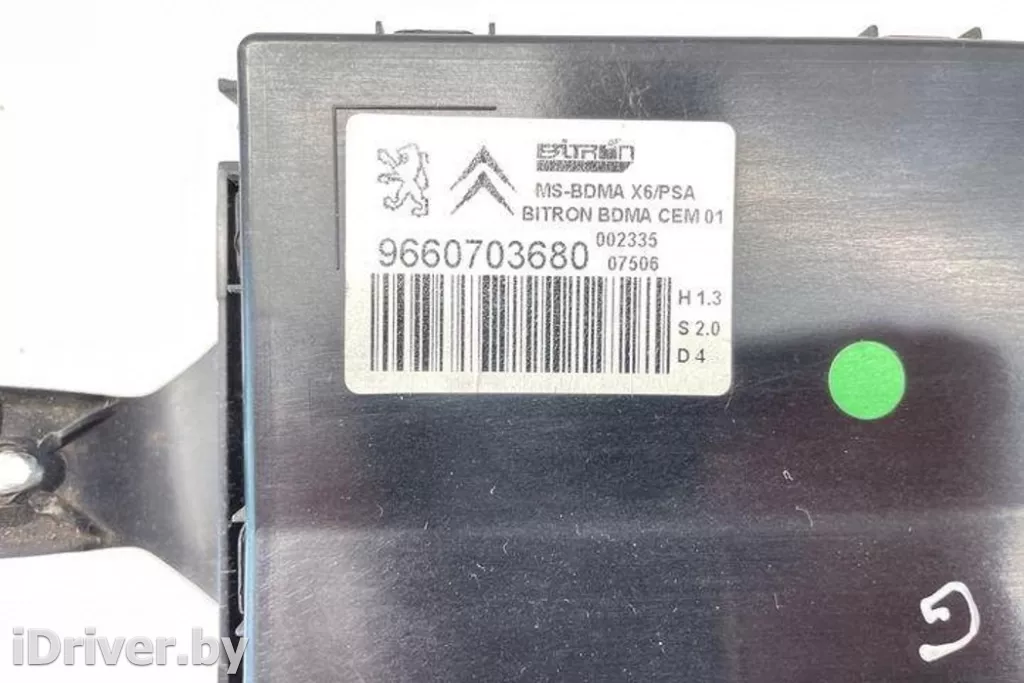 BITRON
MS-BDMA X6/PSA
BITRON BDMA CEM 01
9660703680
002335
07506
H 1.3
S 2.0
D 4
iDriver.by